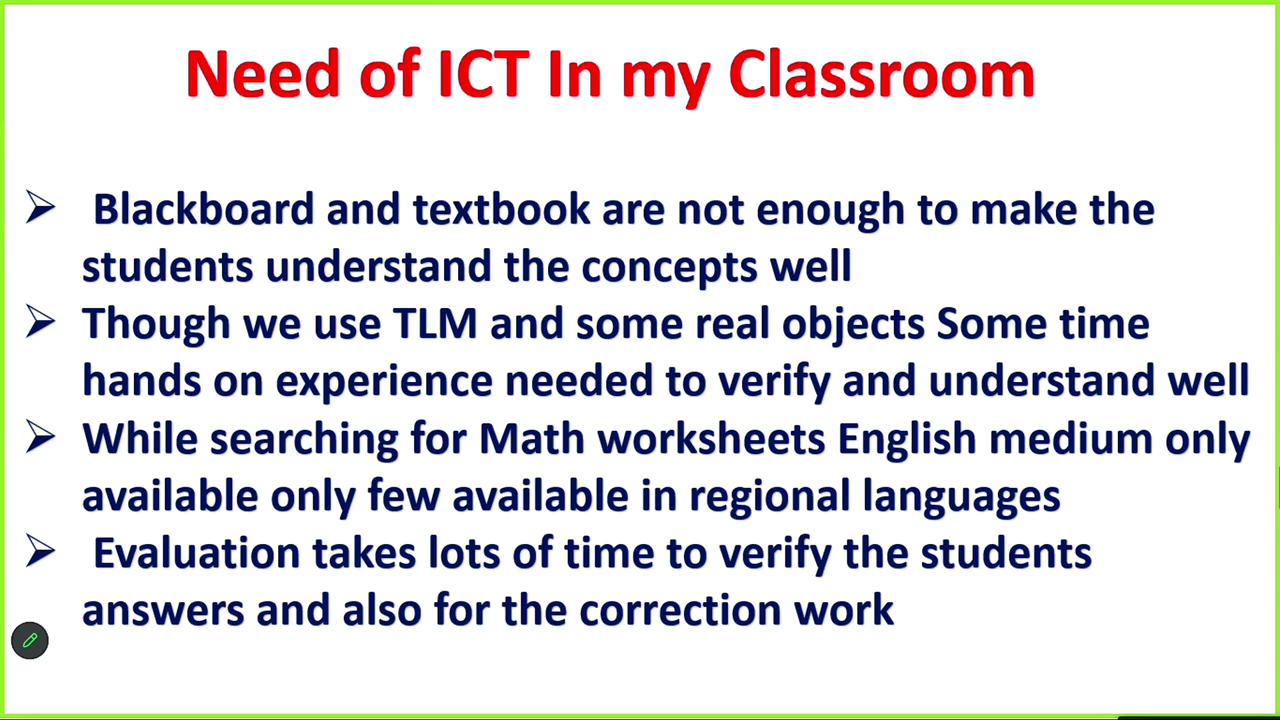 Need of ICT In my Classroom
➢ Blackboard and textbook are not enough to make the
students understand the concepts well
➢ Though we use TLM and some real objects Some time
hands on experience needed to verify and understand well
➢ While searching for Math worksheets English medium only
available only few available in regional languages
➢ Evaluation takes lots of time to verify the students
answers and also for the correction work